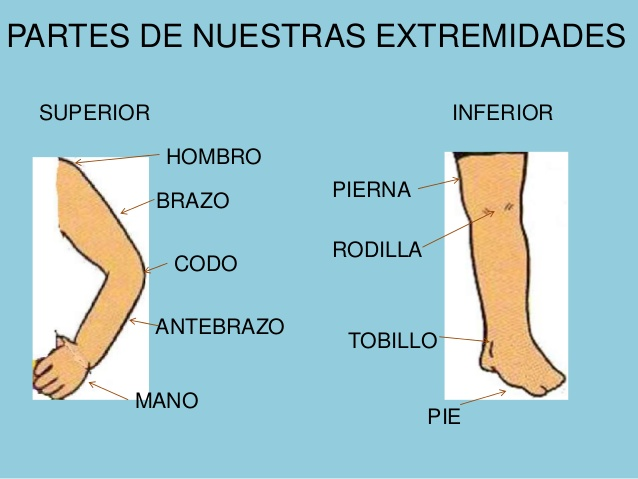 PARTES DE NUESTRAS EXTREMIDADES
SUPERIOR
INFERIOR
HOMBRO
BRAZO
CODO
ANTEBRAZO
MANO
PIERNA
RODILLA
TOBILLO
PIE